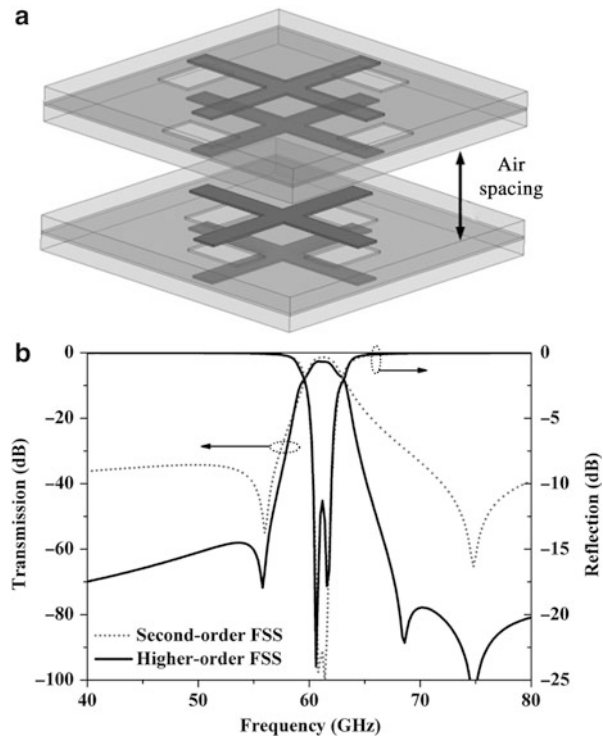 a
Air
spacing
b
0
−20
−40
−60
−80
−100
Transmission (dB)
0
−5
−10
−15
−20
−25
Reflection (dB)
Second-order FSS
Higher-order FSS
40
50
60
70
80
Frequency (GHz)